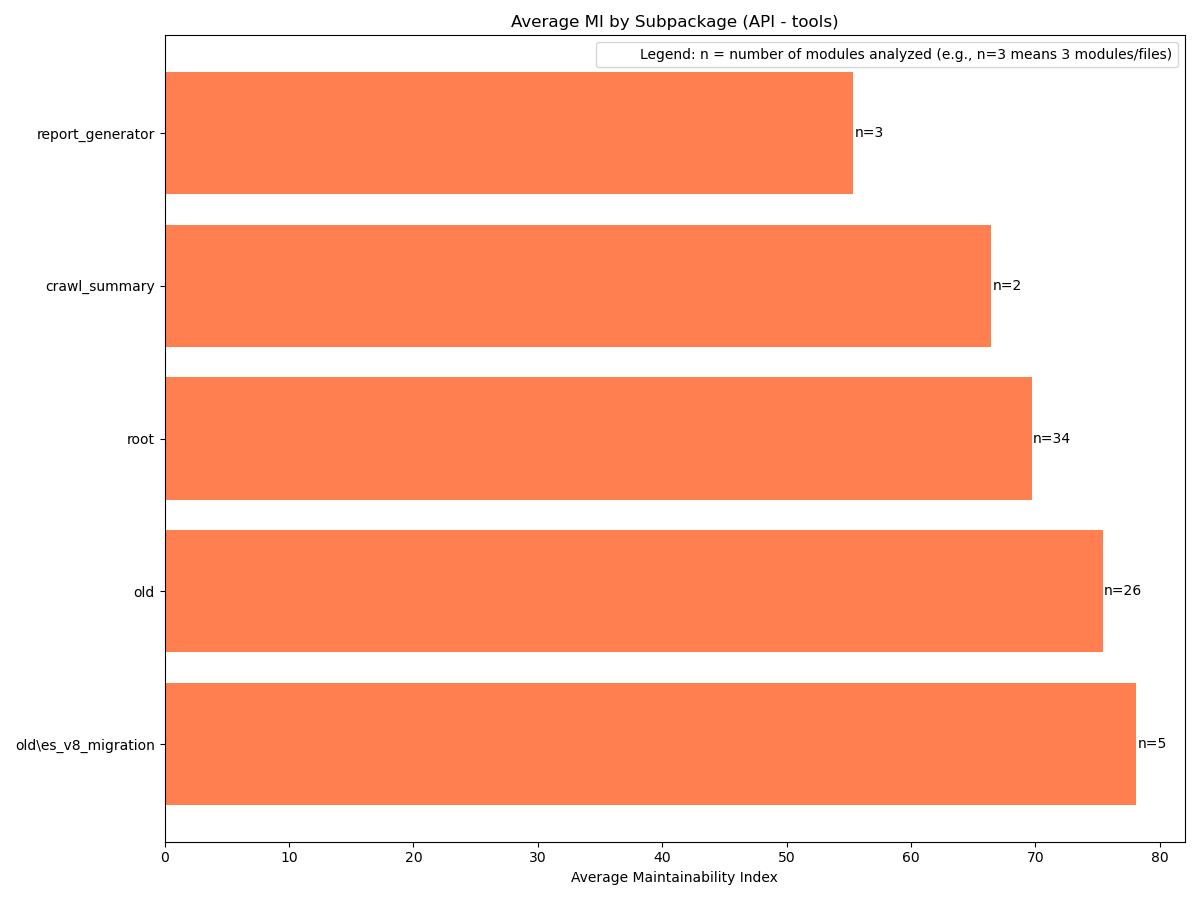 Average MI by Subpackage (API - tools)
Legend: n = number of modules analyzed (e.g., n=3 means 3 modules/files)
report_generator
n=3
crawl_summary
n=2
root
n=34
old
n=26
old\es_v8_migration
n=5
0 10 20 30 40 50 60 70 80
Average Maintainability Index